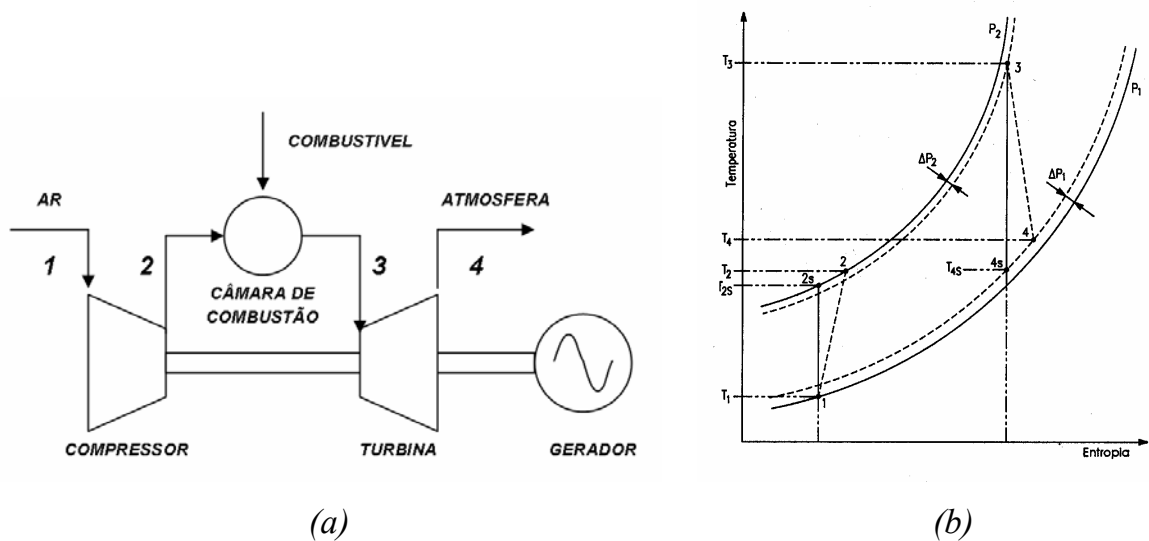 COMBUSTIVEL
AR
ATMOSFERA
1
2
3
4
CÂMARA DE
COMBUSTÃO
COMPRESSOR
TURBINA
GERADOR
(a)
Temperatura
P₂
T₃
3
P₁
ΔP₂
ΔP₁
T₄
4
T₂
2
T₂S
2s
T₄S
4s
T₁
1
Entropia
(b)